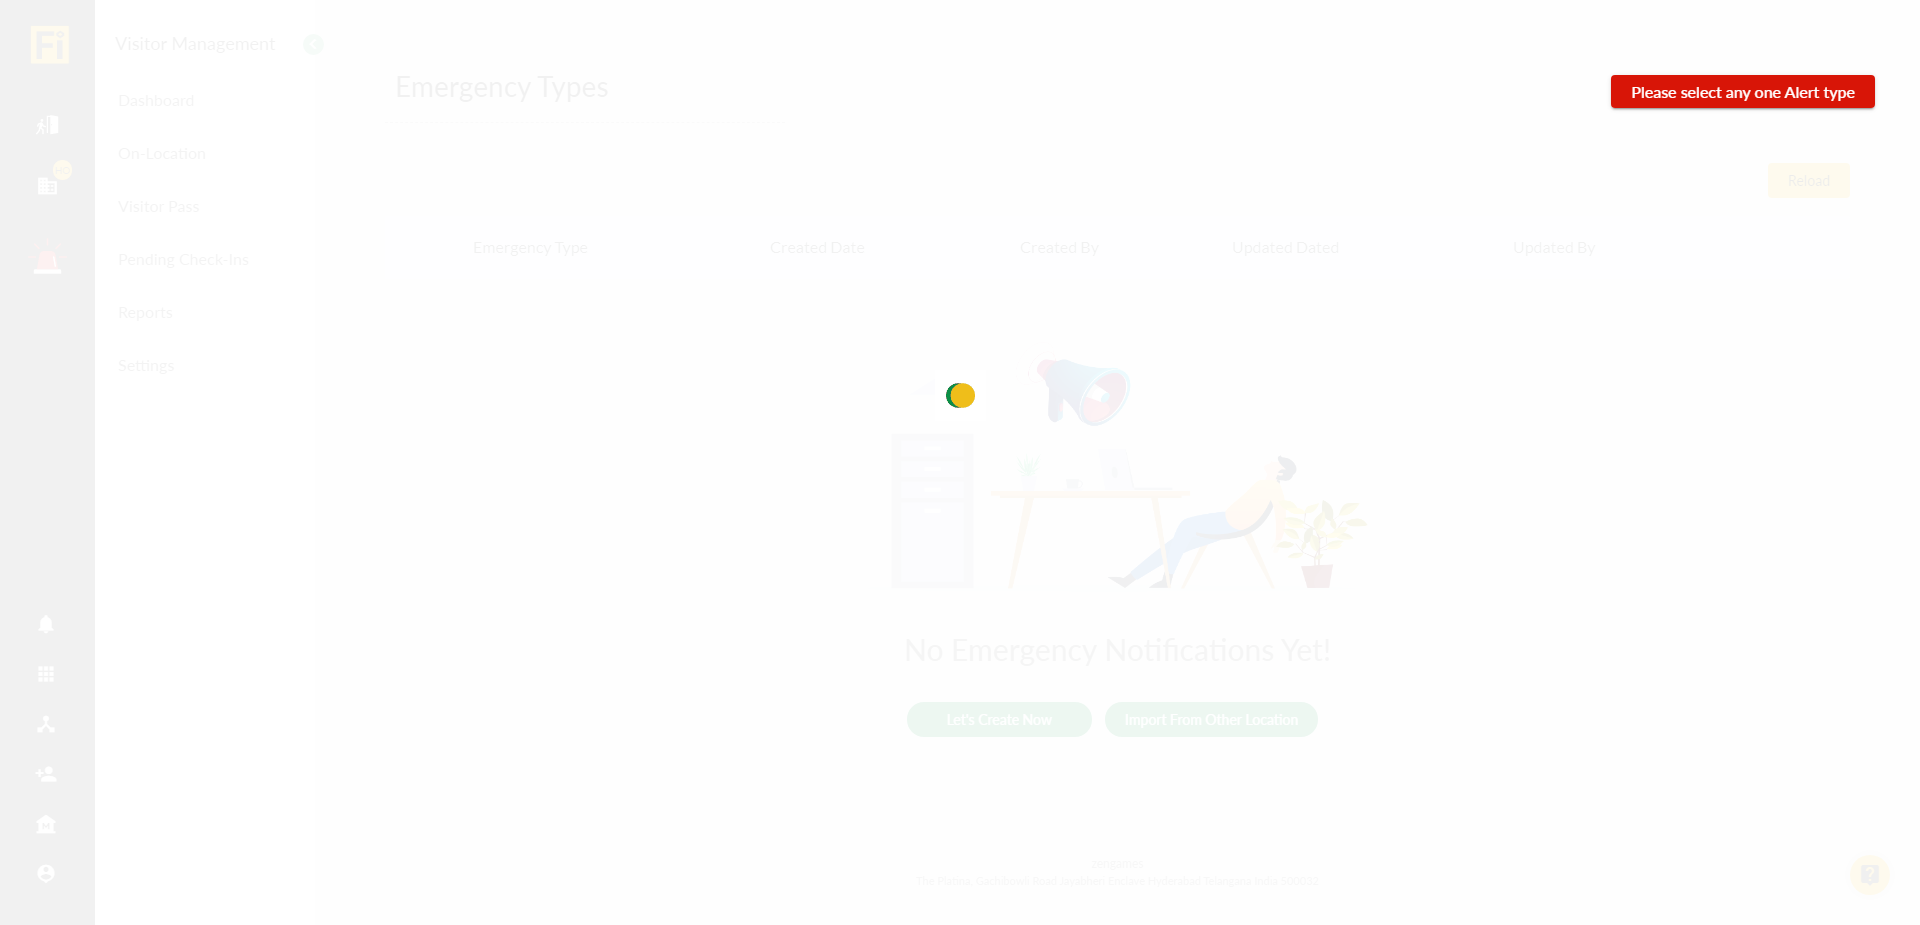 Fi
Visitor Management
Dashboard
On-Location
Visitor Pass
Pending Check-Ins
Reports
Settings
HQ
Emergency Types
Please select any one Alert type
Reload
Emergency Type
Created Date
Created By
Updated Dated
Updated By
No Emergency Notifications Yet!
Let's Create Now
Import From Other Location